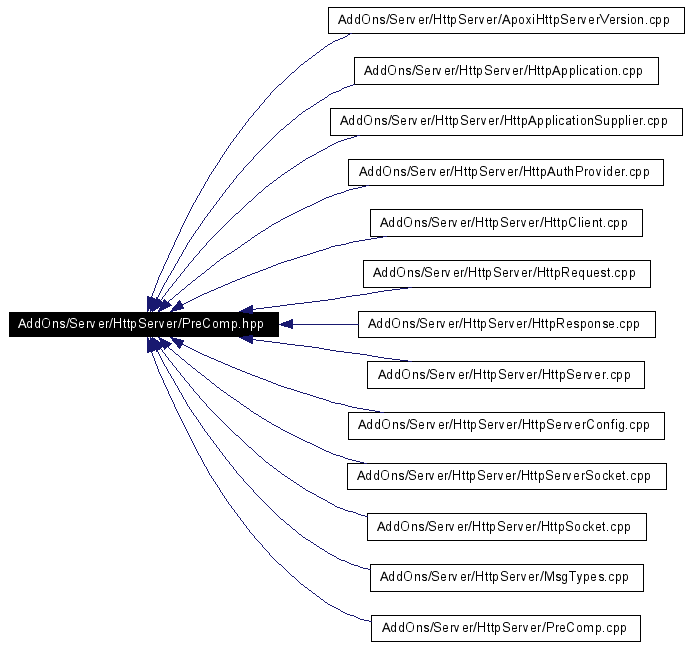 AddOns/Server/HttpServer/ApoxiHttpServerVersion.cpp
AddOns/Server/HttpServer/HttpApplication.cpp
AddOns/Server/HttpServer/HttpApplicationSupplier.cpp
AddOns/Server/HttpServer/HttpAuthProvider.cpp
AddOns/Server/HttpServer/HttpClient.cpp
AddOns/Server/HttpServer/HttpRequest.cpp
AddOns/Server/HttpServer/PreComp.hpp
AddOns/Server/HttpServer/HttpResponse.cpp
AddOns/Server/HttpServer/HttpServer.cpp
AddOns/Server/HttpServer/HttpServerConfig.cpp
AddOns/Server/HttpServer/HttpServerSocket.cpp
AddOns/Server/HttpServer/HttpSocket.cpp
AddOns/Server/HttpServer/MsgTypes.cpp
AddOns/Server/HttpServer/PreComp.cpp